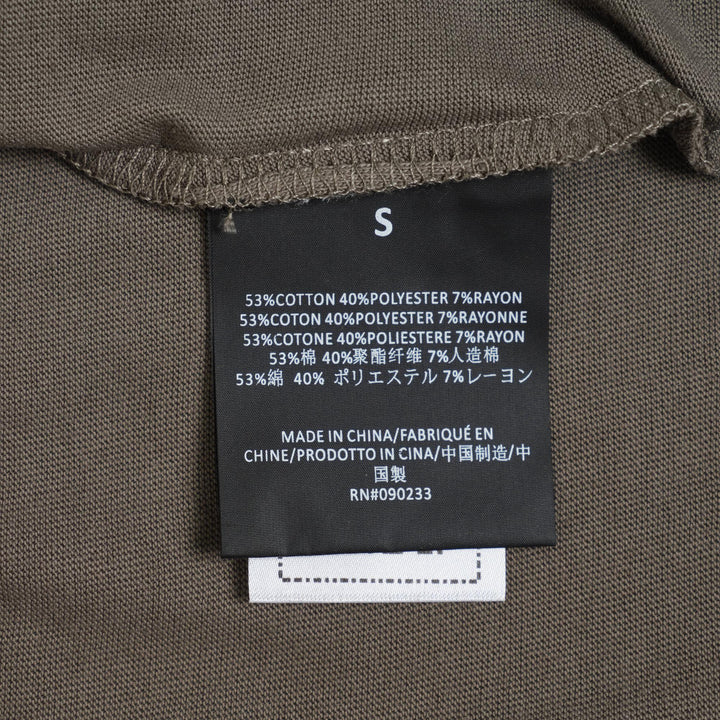 S
53%COTTON 40%POLYESTER 7%RAYON
53%COTON 40%POLYESTER 7%RAYONNE
53%COTONE 40%POLIESTERE 7%RAYON
53%棉 40%聚酯纤维 7%人造棉
53%綿 40% ポリエステル 7%レーヨン
MADE IN CHINA/FABRIQUÉ EN
CHINE/PRODOTTO IN CINA/中国制造/中
国製
RN#090233